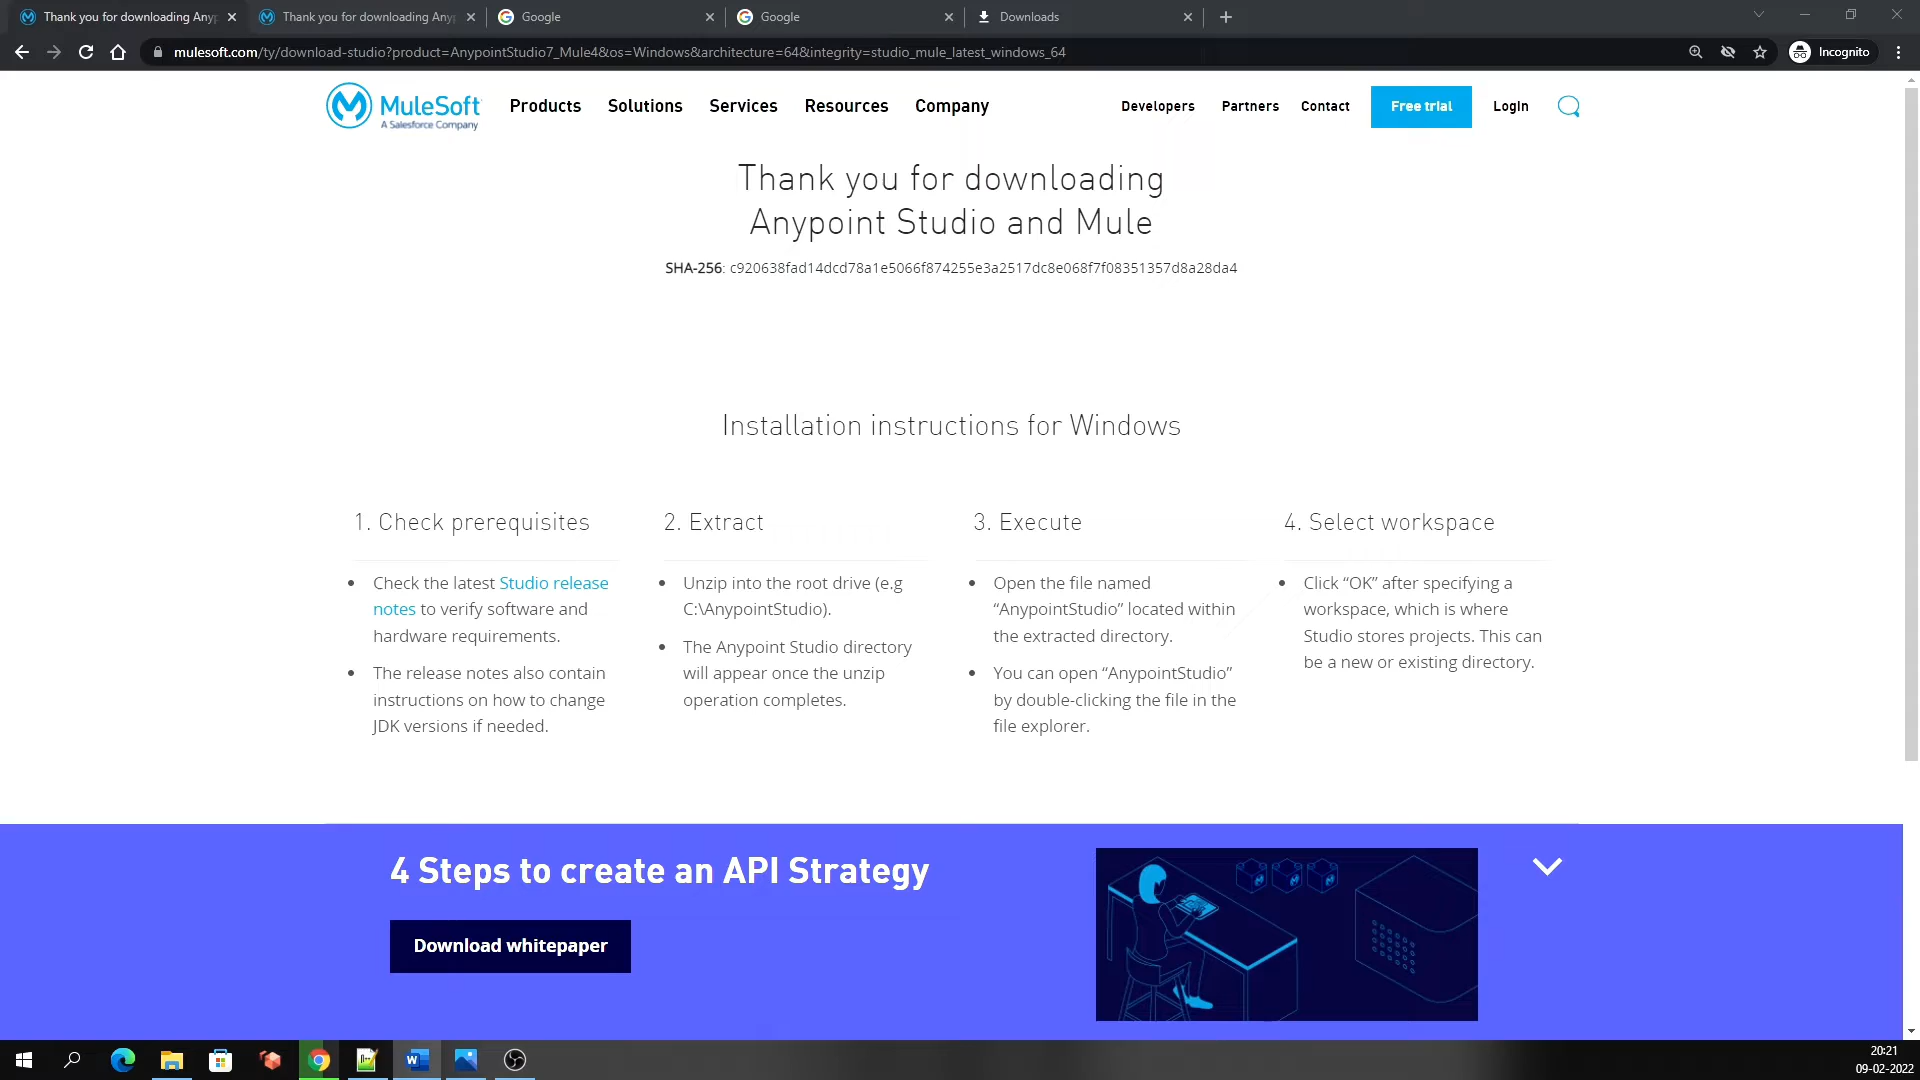 Thank you for downloading Anyp
Thank you for downloading Any
Google
Google
Downloads
mulesoft.com/ty/download-studio?product=AnypointStudio7_Mule4&os=Windows&architecture=64&integrity=studio_mule_latest_windows_64
Incognito
MuleSoft
A Salesforce Company
Products
Solutions
Services
Resources
Company
Developers
Partners
Contact
Free trial
Login
Thank you for downloading
Anypoint Studio and Mule
SHA-256: c920638fad14dcd78a1e5066f874255e3a2517dc8e068f7f08351357d8a28da4
Installation instructions for Windows
1. Check prerequisites
• Check the latest Studio release
notes to verify software and
hardware requirements.
• The release notes also contain
instructions on how to change
JDK versions if needed.
2. Extract
• Unzip into the root drive (e.g
C:\AnypointStudio).
• The Anypoint Studio directory
will appear once the unzip
operation completes.
3. Execute
• Open the file named
“AnypointStudio” located within
the extracted directory.
• You can open “AnypointStudio”
by double-clicking the file in the
file explorer.
4. Select workspace
• Click “OK” after specifying a
workspace, which is where
Studio stores projects. This can
be a new or existing directory.
4 Steps to create an API Strategy
Download whitepaper
20:21
09-02-2022